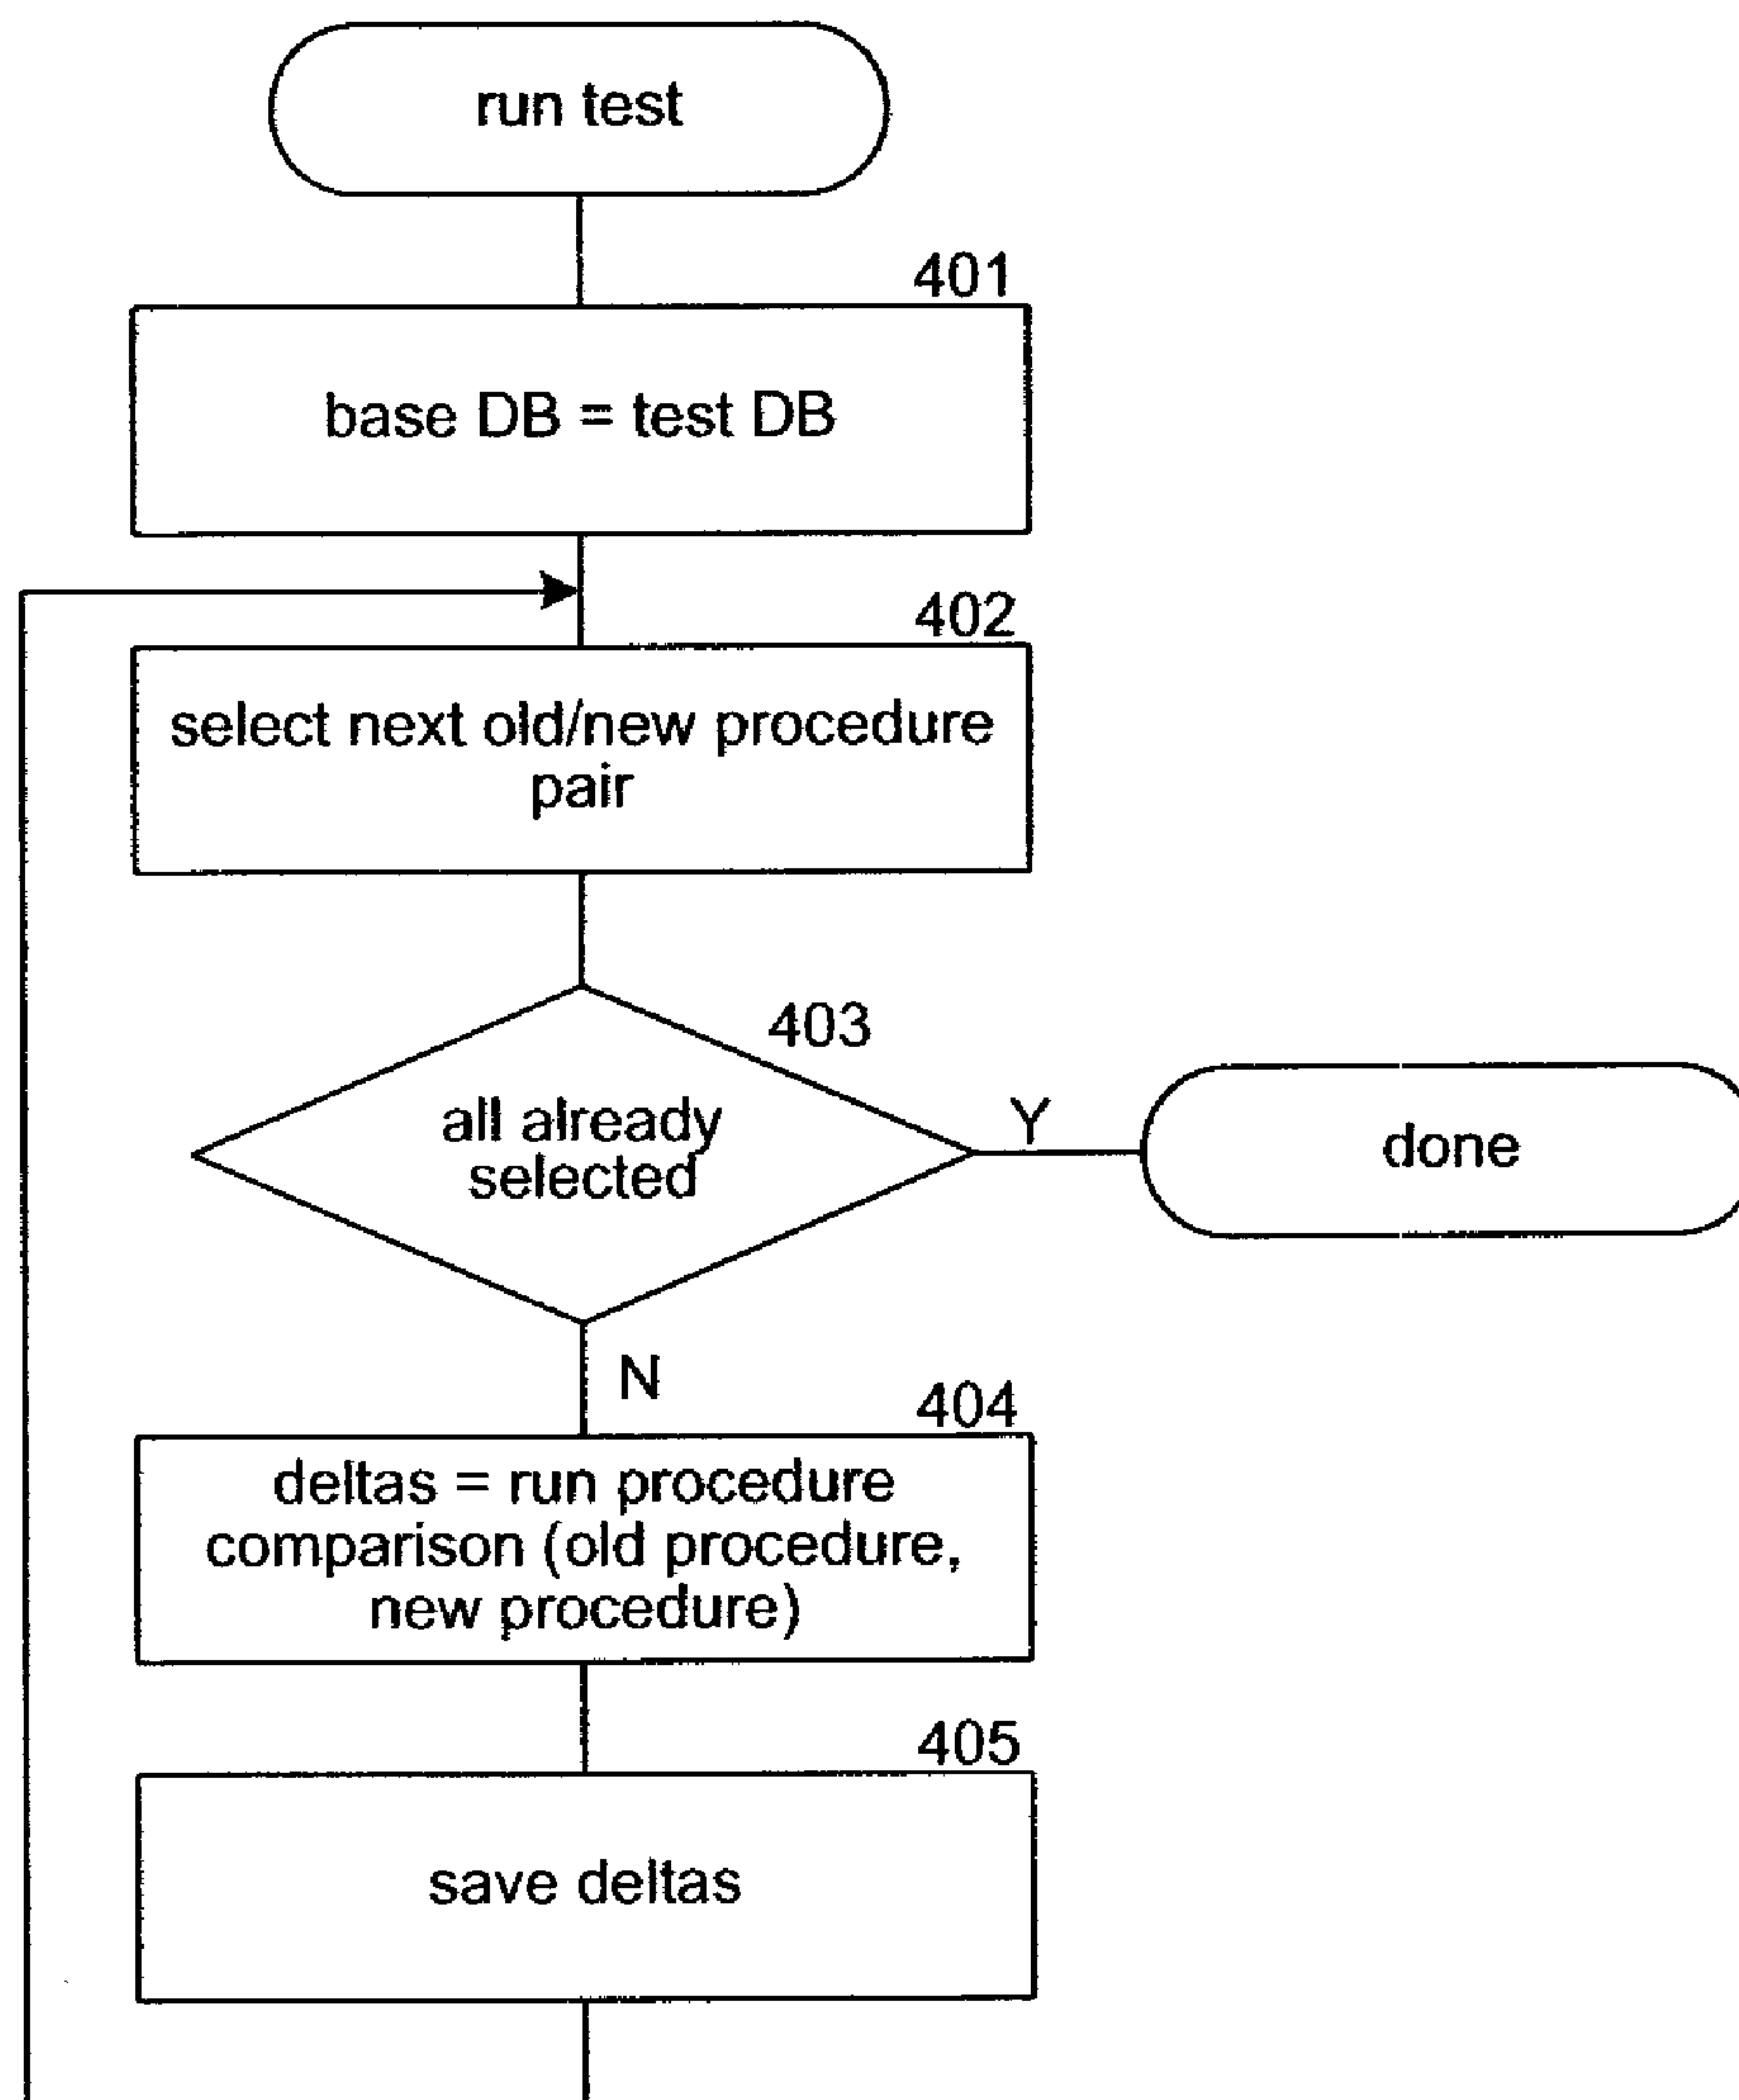 run test
401
base DB = test DB
402
select next old/new procedure
pair
403
all already
selected
Y
done
N
404
deltas = run procedure
comparison (old procedure,
new procedure)
405
save deltas